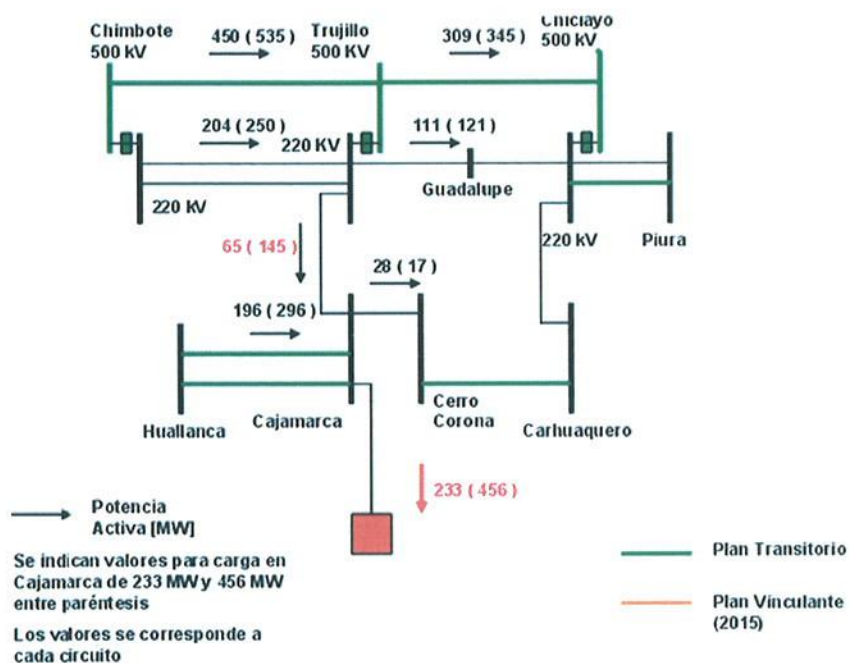 Chimbote
500 kV
450 ( 535 )
Trujillo
500 KV
309 ( 345 )
Chiclayo
500 kV
204 ( 250 )
220 KV
111 ( 121 )
Guadalupe
220 KV
220 kV
Piura
65 ( 145 )
28 ( 17 )
196 ( 296 )
Huallanca
Cajamarca
Cerro
Corona
Carhuaquero
233 ( 456 )
Potencia
Activa [MW]
Se indican valores para carga en
Cajamarca de 233 MW y 456 MW
entre paréntesis
Los valores se corresponde a
cada circuito
Plan Transitorio
Plan Vinculante
(2015)